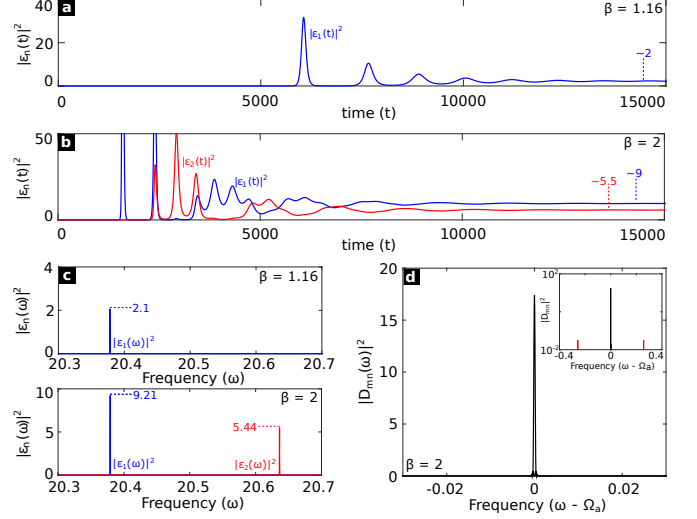 a
β = 1.16
|ε₁(t)|²
~2
|εₙ(t)|²
40
20
0
0
5000
10000
15000
time (t)
b
β = 2
|ε₂(t)|²
|ε₁(t)|²
~9
~5.5
|εₙ(t)|²
50
0
0
5000
10000
15000
time (t)
c
β = 1.16
2.1
|ε₁(ω)|²
|εₙ(ω)|²
4
2
0
20.3
20.4
20.5
20.6
20.7
Frequency (ω)
β = 2
9.21
5.44
|ε₁(ω)|²
|ε₂(ω)|²
|εₙ(ω)|²
10
5
0
20.3
20.4
20.5
20.6
20.7
Frequency (ω)
d
|Dₘₙ(ω)|²
20
15
10
5
0
β = 2
-0.02
0
0.02
Frequency (ω - Ωₐ)
|Dₘₙ|²
10²
10⁻²
-0.4
0
0.4
Frequency (ω - Ωₐ)